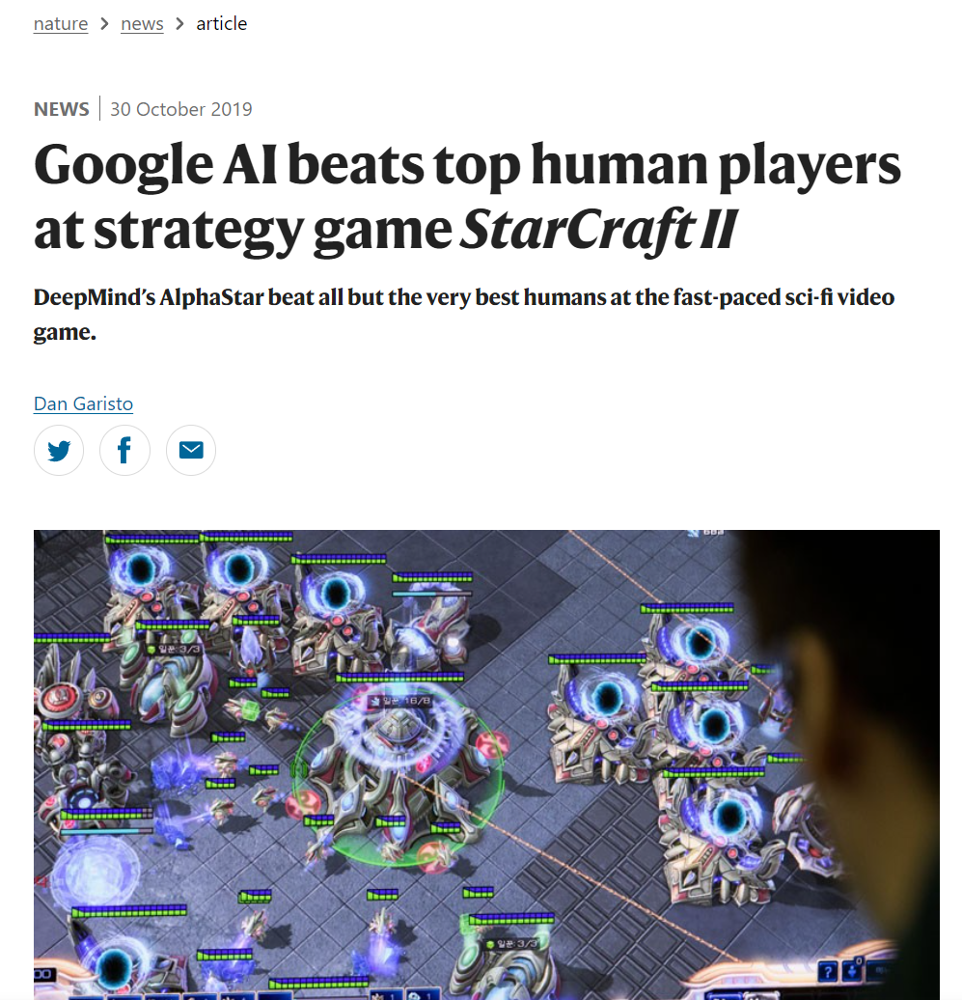 nature > news > article
NEWS | 30 October 2019
Google AI beats top human players
at strategy game StarCraft II
DeepMind’s AlphaStar beat all but the very best humans at the fast-paced sci-fi video
game.
Dan Garisto
일꾼: 3/3
일꾼: 16/8
일꾼: 3/3
?